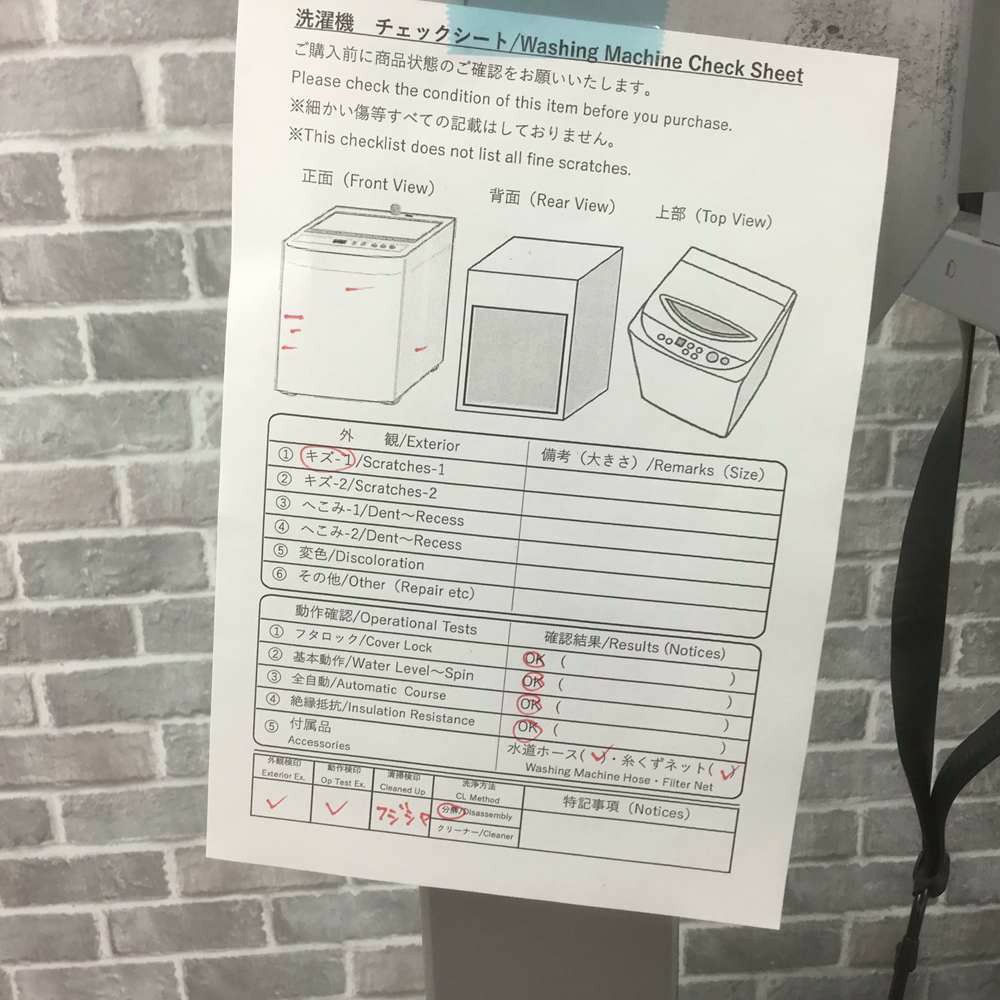 洗濯機　チェックシート/Washing Machine Check Sheet
ご購入前に商品状態のご確認をお願いいたします。
Please check the condition of this item before you purchase.
※細かい傷等すべての記載はしておりません。
※This checklist does not list all fine scratches.
正面（Front View）
背面（Rear View）
上部（Top View）
外　観/Exterior
備考（大きさ）/Remarks（Size）
① キズ-1/Scratches-1
② キズ-2/Scratches-2
③ へこみ-1/Dent～Recess
④ へこみ-2/Dent～Recess
⑤ 変色/Discoloration
⑥ その他/Other（Repair etc）
動作確認/Operational Tests
確認結果/Results（Notices）
① フタロック/Cover Lock
OK （　　）
② 基本動作/Water Level～Spin
OK （　　）
③ 全自動/Automatic Course
OK （　　）
④ 絶縁抵抗/Insulation Resistance
OK （　　）
⑤ 付属品
Accessories
水道ホース(✓)・糸くずネット(✓)
Washing Machine Hose・Filter Net
外観検印
Exterior Ex.
✓
動作検印
Op Test Ex.
✓
清掃検印
Cleaned Up
洗浄方法
CL Method
分解/Disassembly
クリーナー/Cleaner
特記事項（Notices）